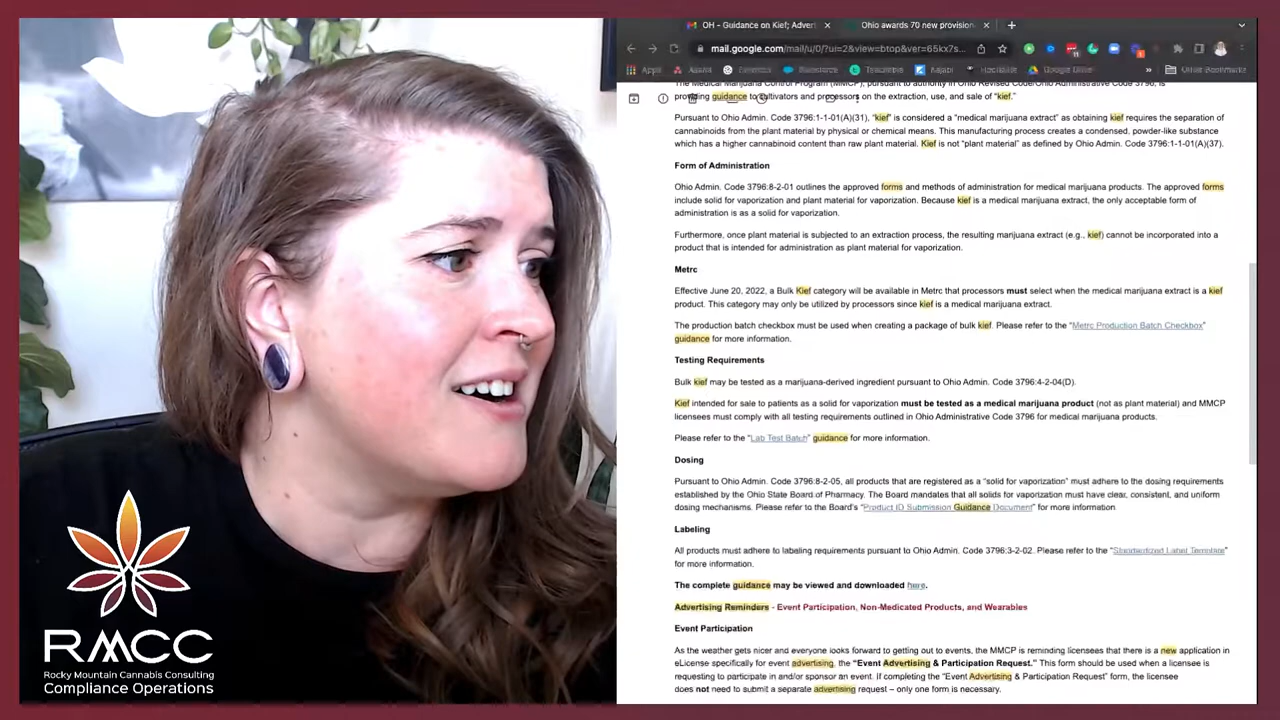 OH - Guidance on Kief; Advert
Ohio awards 70 new provision
mail.google.com/mail/u/0/?ui=2&view=btop&ver=65kx7s...
Apps
Kajabi
Google Drive
Other Bookmarks
The Medical Marijuana Control Program (MMCP), pursuant to authority in Ohio Revised Code/Ohio Administrative Code 3796, is
providing guidance to cultivators and processors on the extraction, use, and sale of "kief."
Pursuant to Ohio Admin. Code 3796:1-1-01(A)(31), "kief" is considered a "medical marijuana extract" as obtaining kief requires the separation of
cannabinoids from the plant material by physical or chemical means. This manufacturing process creates a condensed, powder-like substance
which has a higher cannabinoid content than raw plant material. Kief is not "plant material" as defined by Ohio Admin. Code 3796:1-1-01(A)(37).
Form of Administration
Ohio Admin. Code 3796:8-2-01 outlines the approved forms and methods of administration for medical marijuana products. The approved forms
include solid for vaporization and plant material for vaporization. Because kief is a medical marijuana extract, the only acceptable form of
administration is as a solid for vaporization.
Furthermore, once plant material is subjected to an extraction process, the resulting marijuana extract (e.g., kief) cannot be incorporated into a
product that is intended for administration as plant material for vaporization.
Metrc
Effective June 20, 2022, a Bulk Kief category will be available in Metrc that processors must select when the medical marijuana extract is a kief
product. This category may only be utilized by processors since kief is a medical marijuana extract.
The production batch checkbox must be used when creating a package of bulk kief. Please refer to the "Metrc Production Batch Checkbox"
guidance for more information.
Testing Requirements
Bulk kief may be tested as a marijuana-derived ingredient pursuant to Ohio Admin. Code 3796:4-2-04(D).
Kief intended for sale to patients as a solid for vaporization must be tested as a medical marijuana product (not as plant material) and MMCP
licensees must comply with all testing requirements outlined in Ohio Administrative Code 3796 for medical marijuana products.
Please refer to the "Lab Test Batch" guidance for more information.
Dosing
Pursuant to Ohio Admin. Code 3796:8-2-05, all products that are registered as a "solid for vaporization" must adhere to the dosing requirements
established by the Ohio State Board of Pharmacy. The Board mandates that all solids for vaporization must have clear, consistent, and uniform
dosing mechanisms. Please refer to the Board's "Product ID Submission Guidance Document" for more information.
Labeling
All products must adhere to labeling requirements pursuant to Ohio Admin. Code 3796:3-2-02. Please refer to the "Standardized Label Template"
for more information.
The complete guidance may be viewed and downloaded here.
Advertising Reminders - Event Participation, Non-Medicated Products, and Wearables
Event Participation
As the weather gets nicer and everyone looks forward to getting out to events, the MMCP is reminding licensees that there is a new application in
eLicense specifically for event advertising, the "Event Advertising & Participation Request." This form should be used when a licensee is
requesting to participate in and/or sponsor an event. If completing the "Event Advertising & Participation Request" form, the licensee
does not need to submit a separate advertising request – only one form is necessary.
RMCC
Rocky Mountain Cannabis Consulting
Compliance Operations